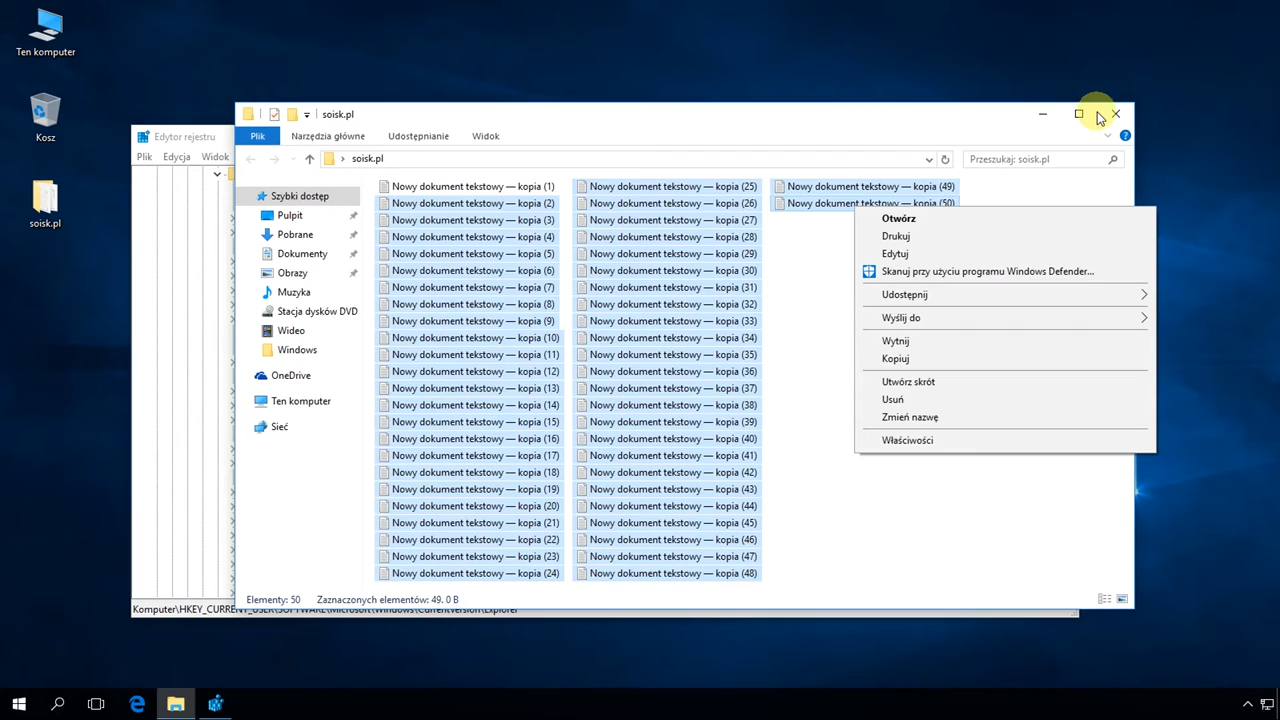 Ten komputer
Kosz
soisk.pl
Edytor rejestru
Plik Edycja Widok
soisk.pl
Plik Narzędzia główne Udostępnianie Widok
soisk.pl
Przeszukaj: soisk.pl
Szybki dostęp
Pulpit
Pobrane
Dokumenty
Obrazy
Muzyka
Stacja dysków DVD
Wideo
Windows
OneDrive
Ten komputer
Sieć
Nowy dokument tekstowy — kopia (1)
Nowy dokument tekstowy — kopia (2)
Nowy dokument tekstowy — kopia (3)
Nowy dokument tekstowy — kopia (4)
Nowy dokument tekstowy — kopia (5)
Nowy dokument tekstowy — kopia (6)
Nowy dokument tekstowy — kopia (7)
Nowy dokument tekstowy — kopia (8)
Nowy dokument tekstowy — kopia (9)
Nowy dokument tekstowy — kopia (10)
Nowy dokument tekstowy — kopia (11)
Nowy dokument tekstowy — kopia (12)
Nowy dokument tekstowy — kopia (13)
Nowy dokument tekstowy — kopia (14)
Nowy dokument tekstowy — kopia (15)
Nowy dokument tekstowy — kopia (16)
Nowy dokument tekstowy — kopia (17)
Nowy dokument tekstowy — kopia (18)
Nowy dokument tekstowy — kopia (19)
Nowy dokument tekstowy — kopia (20)
Nowy dokument tekstowy — kopia (21)
Nowy dokument tekstowy — kopia (22)
Nowy dokument tekstowy — kopia (23)
Nowy dokument tekstowy — kopia (24)
Nowy dokument tekstowy — kopia (25)
Nowy dokument tekstowy — kopia (26)
Nowy dokument tekstowy — kopia (27)
Nowy dokument tekstowy — kopia (28)
Nowy dokument tekstowy — kopia (29)
Nowy dokument tekstowy — kopia (30)
Nowy dokument tekstowy — kopia (31)
Nowy dokument tekstowy — kopia (32)
Nowy dokument tekstowy — kopia (33)
Nowy dokument tekstowy — kopia (34)
Nowy dokument tekstowy — kopia (35)
Nowy dokument tekstowy — kopia (36)
Nowy dokument tekstowy — kopia (37)
Nowy dokument tekstowy — kopia (38)
Nowy dokument tekstowy — kopia (39)
Nowy dokument tekstowy — kopia (40)
Nowy dokument tekstowy — kopia (41)
Nowy dokument tekstowy — kopia (42)
Nowy dokument tekstowy — kopia (43)
Nowy dokument tekstowy — kopia (44)
Nowy dokument tekstowy — kopia (45)
Nowy dokument tekstowy — kopia (46)
Nowy dokument tekstowy — kopia (47)
Nowy dokument tekstowy — kopia (48)
Nowy dokument tekstowy — kopia (49)
Nowy dokument tekstowy — kopia (50)
Otwórz
Drukuj
Edytuj
Skanuj przy użyciu programu Windows Defender...
Udostępnij
Wyślij do
Wytnij
Kopiuj
Utwórz skrót
Usuń
Zmień nazwę
Właściwości
Elementy: 50 Zaznaczonych elementów: 49. 0 B
Komputer\HKEY_CURRENT_USER\SOFTWARE\Microsoft\Windows\CurrentVersion\Explorer